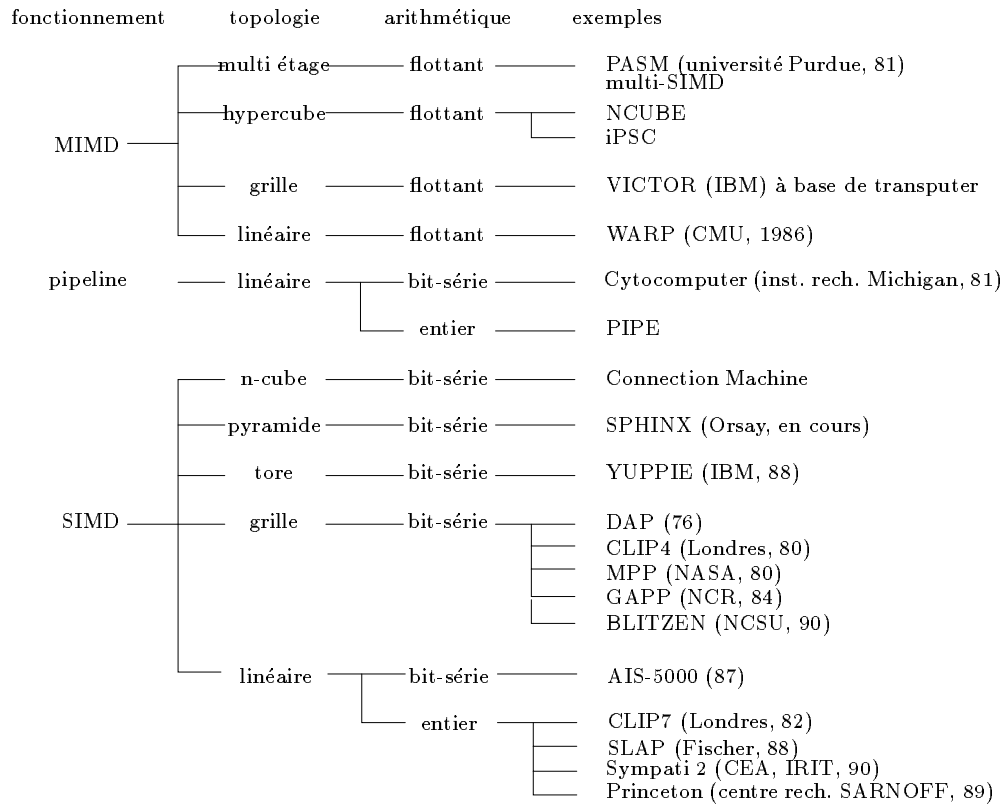 fonctionnement topologie arithmétique exemples
multi étage flottant PASM (université Purdue, 81)
multi-SIMD
hypercube flottant NCUBE
iPSC
MIMD
grille flottant VICTOR (IBM) à base de transputer
linéaire flottant WARP (CMU, 1986)
pipeline linéaire bit-série Cytocomputer (inst. rech. Michigan, 81)
entier PIPE
n-cube bit-série Connection Machine
pyramide bit-série SPHINX (Orsay, en cours)
tore bit-série YUPPIE (IBM, 88)
SIMD grille bit-série DAP (76)
CLIP4 (Londres, 80)
MPP (NASA, 80)
GAPP (NCR, 84)
BLITZEN (NCSU, 90)
linéaire bit-série AIS-5000 (87)
entier CLIP7 (Londres, 82)
SLAP (Fischer, 88)
Sympati 2 (CEA, IRIT, 90)
Princeton (centre rech. SARNOFF, 89)